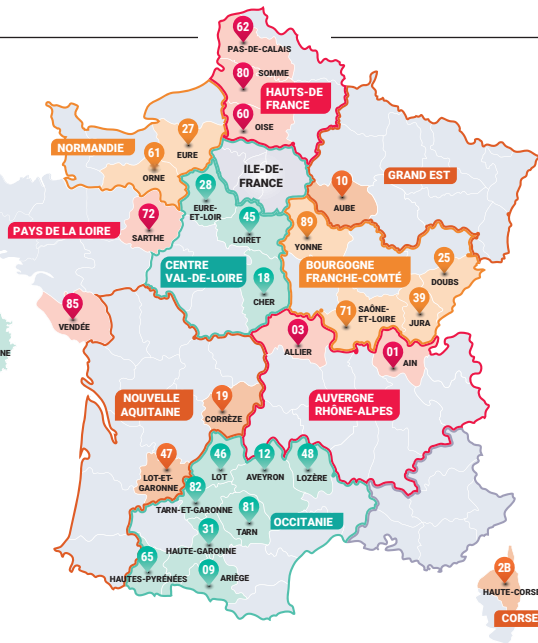 62
PAS-DE-CALAIS
80
SOMME
HAUTS-DE
FRANCE
60
OISE
27
EURE
NORMANDIE
61
ORNE
ILE-DE-
FRANCE
10
AUBE
GRAND EST
28
EURE-
ET-LOIR
72
SARTHE
PAYS DE LA LOIRE
45
LOIRET
89
YONNE
CENTRE
VAL-DE-LOIRE
18
CHER
BOURGOGNE
FRANCHE-COMTÉ
25
DOUBS
39
JURA
71
SAÔNE-
ET-LOIRE
85
VENDÉE
NE
03
ALLIER
01
AIN
NOUVELLE
AQUITAINE
19
CORRÈZE
AUVERGNE
RHÔNE-ALPES
47
LOT-ET-
GARONNE
46
LOT
12
AVEYRON
48
LOZÈRE
82
TARN-ET-GARONNE
81
TARN
OCCITANIE
31
HAUTE-GARONNE
65
HAUTES-PYRÉNÉES
09
ARIÈGE
2B
HAUTE-CORSE
CORSE